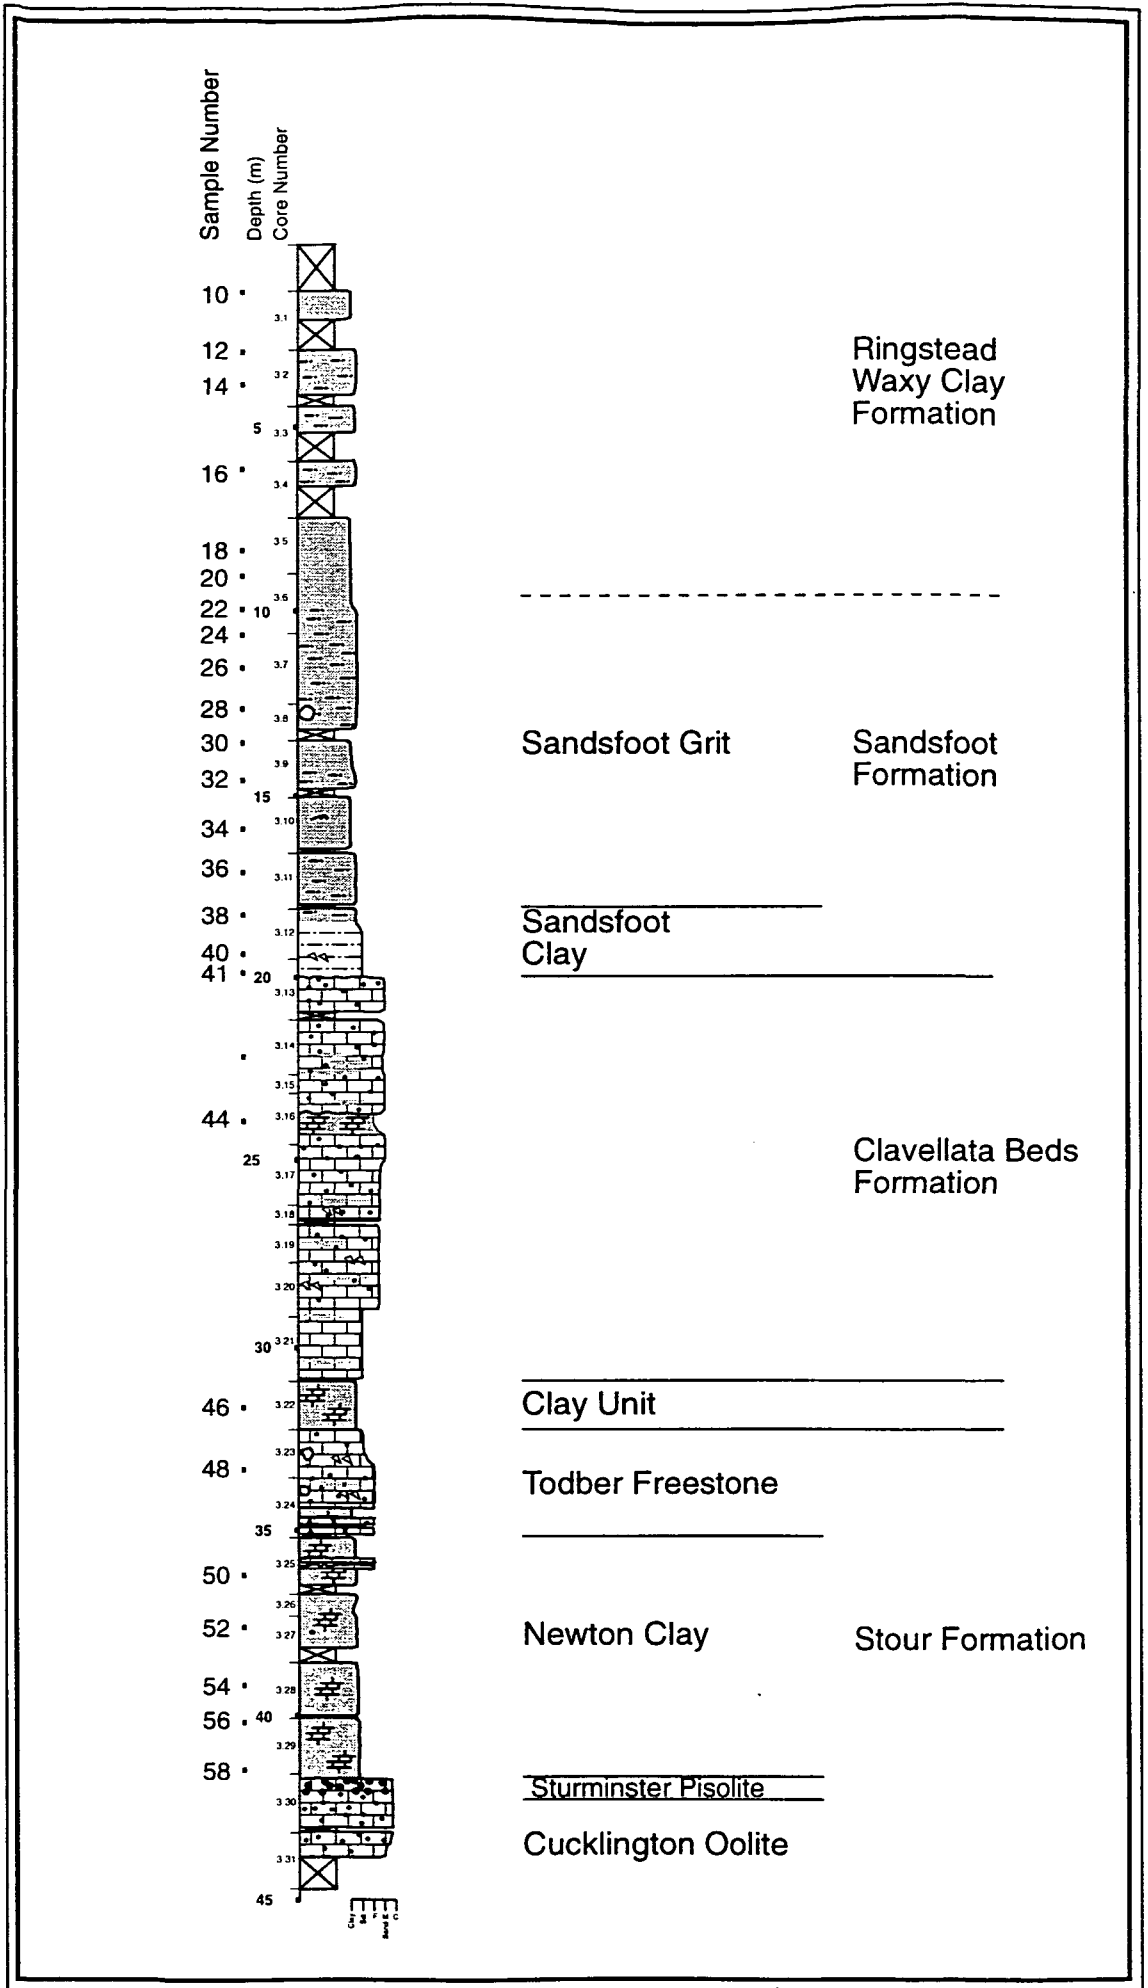 Sample Number
Depth (m)
Core Number
10
3.1
12
3.2
14
5
3.3
16
3.4
Ringstead
Waxy Clay
Formation
18
3.5
20
3.6
22
10
24
26
3.7
28
3.8
30
3.9
32
15
3.10
34
36
3.11
Sandsfoot Grit
Sandsfoot
Formation
38
3.12
40
41
20
Sandsfoot
Clay
3.13
3.14
3.15
3.16
44
25
3.17
3.18
3.19
3.20
30
3.21
Clavellata Beds
Formation
46
3.22
Clay Unit
3.23
48
3.24
Todber Freestone
35
3.25
50
3.26
52
3.27
Newton Clay
Stour Formation
54
3.28
56
40
3.29
58
Sturminster Pisolite
3.30
Cucklington Oolite
3.31
45
Clay
Silt
F
Sand M
C